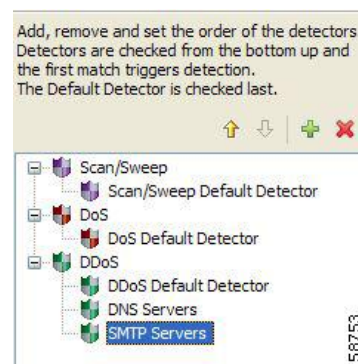 Add, remove and set the order of the detectors
Detectors are checked from the bottom up and
the first match triggers detection.
The Default Detector is checked last.
Scan/Sweep
Scan/Sweep Default Detector
DoS
DoS Default Detector
DDoS
DDoS Default Detector
DNS Servers
SMTP Servers
58753